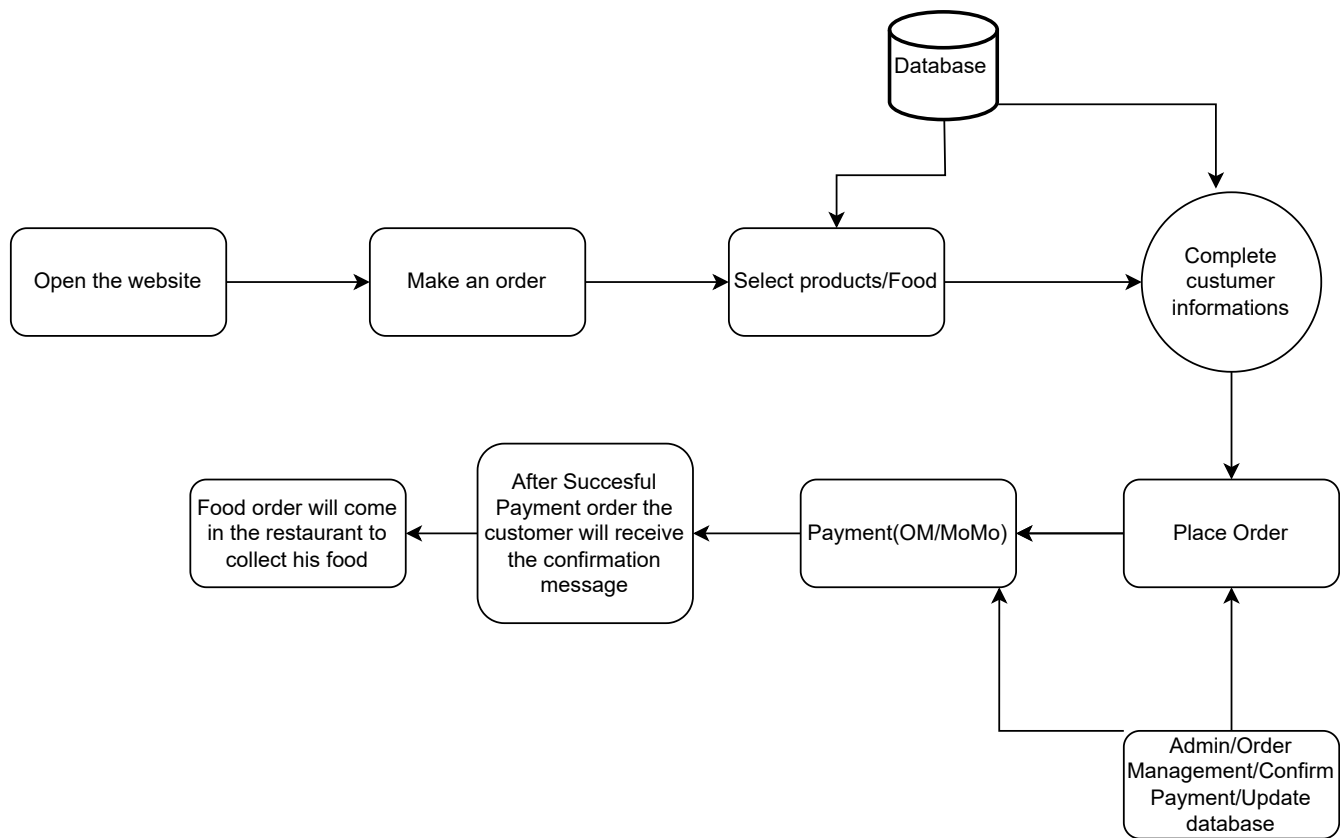 Database
Open the website
Make an order
Select products/Food
Complete
custumer
informations
Food order will come
in the restaurant to
collect his food
After Succesful
Payment order the
customer will receive
the confirmation
message
Payment(OM/MoMo)
Place Order
Admin/Order
Management/Confirm
Payment/Update
database